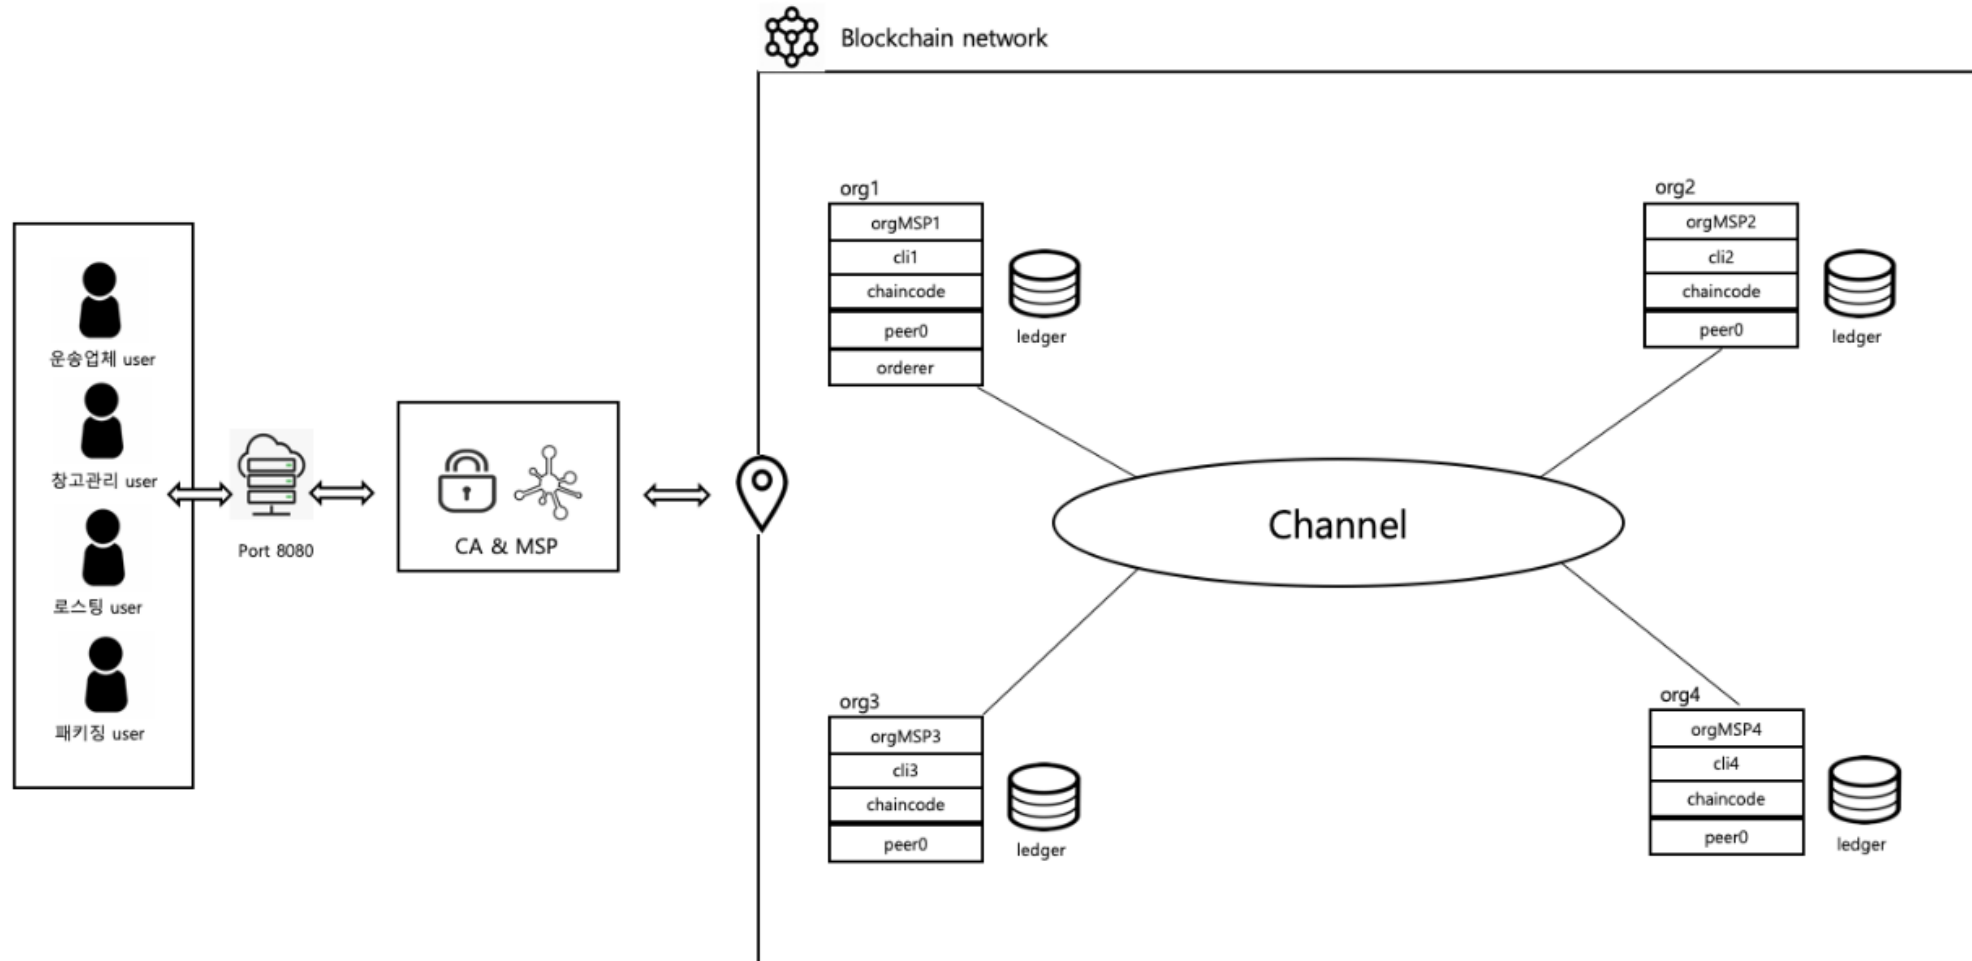 Blockchain network
운송업체 user
창고관리 user
로스팅 user
패키징 user
Port 8080
CA & MSP
org1
orgMSP1
cli1
chaincode
peer0
orderer
ledger
org2
orgMSP2
cli2
chaincode
peer0
ledger
Channel
org3
orgMSP3
cli3
chaincode
peer0
ledger
org4
orgMSP4
cli4
chaincode
peer0
ledger